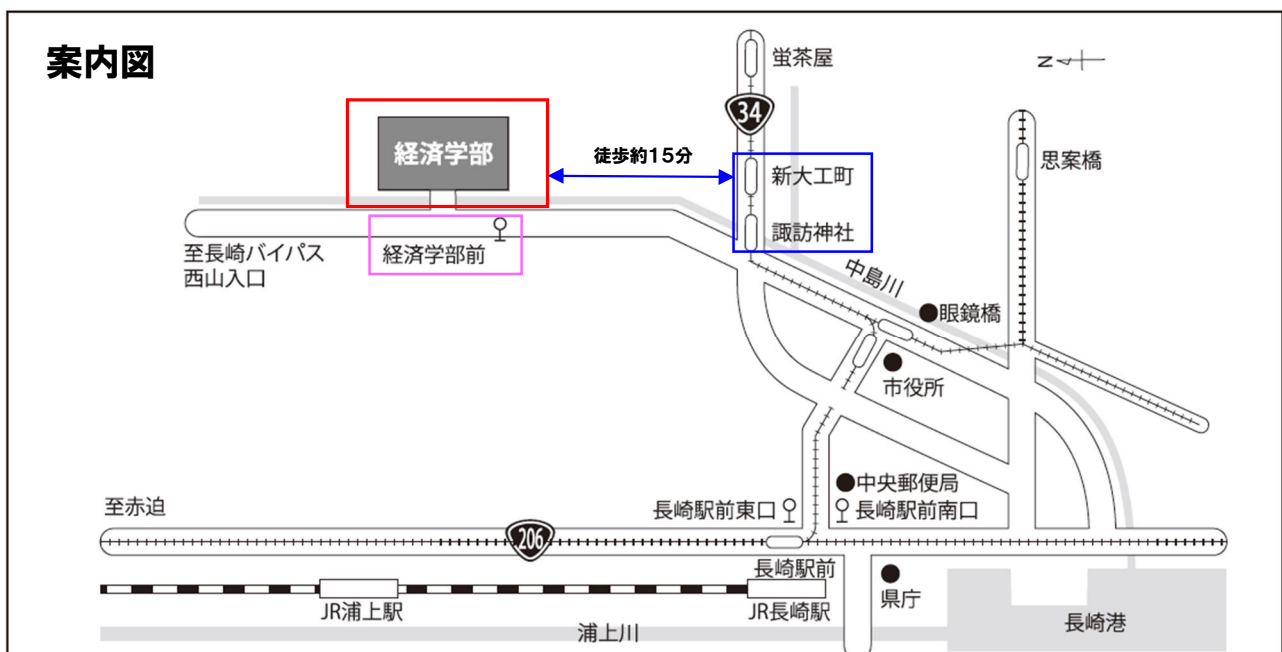 案内図
N
蛍茶屋
34
思案橋
経済学部
徒歩約15分
新大工町
諏訪神社
至長崎バイパス
西山入口
経済学部前
中島川
眼鏡橋
市役所
至赤迫
中央郵便局
長崎駅前東口
長崎駅前南口
206
長崎駅前
JR浦上駅
JR長崎駅
県庁
長崎港
浦上川